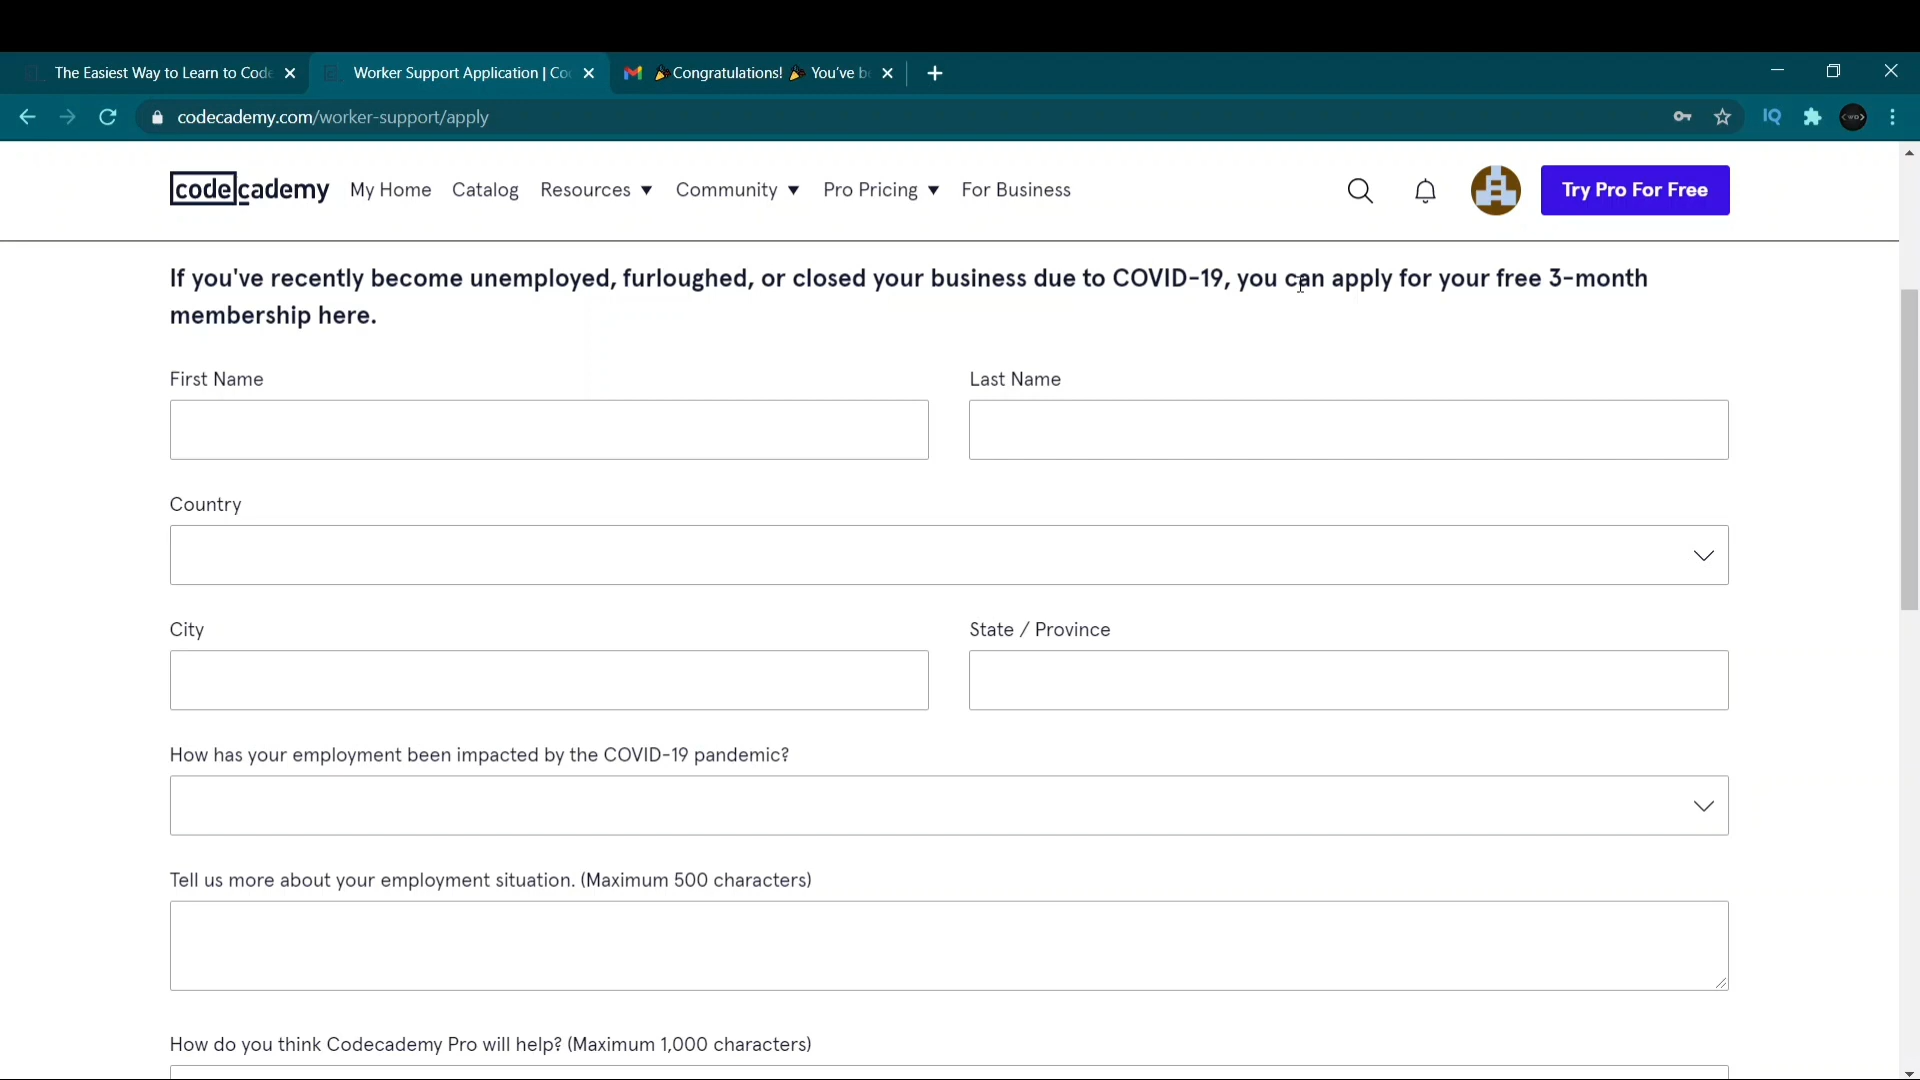 The Easiest Way to Learn to Code
Worker Support Application | Co
Congratulations! You've b
codecademy.com/worker-support/apply
codecademy
My Home
Catalog
Resources
Community
Pro Pricing
For Business
Try Pro For Free
If you've recently become unemployed, furloughed, or closed your business due to COVID-19, you can apply for your free 3-month
membership here.
First Name
Last Name
Country
City
State / Province
How has your employment been impacted by the COVID-19 pandemic?
Tell us more about your employment situation. (Maximum 500 characters)
How do you think Codecademy Pro will help? (Maximum 1,000 characters)